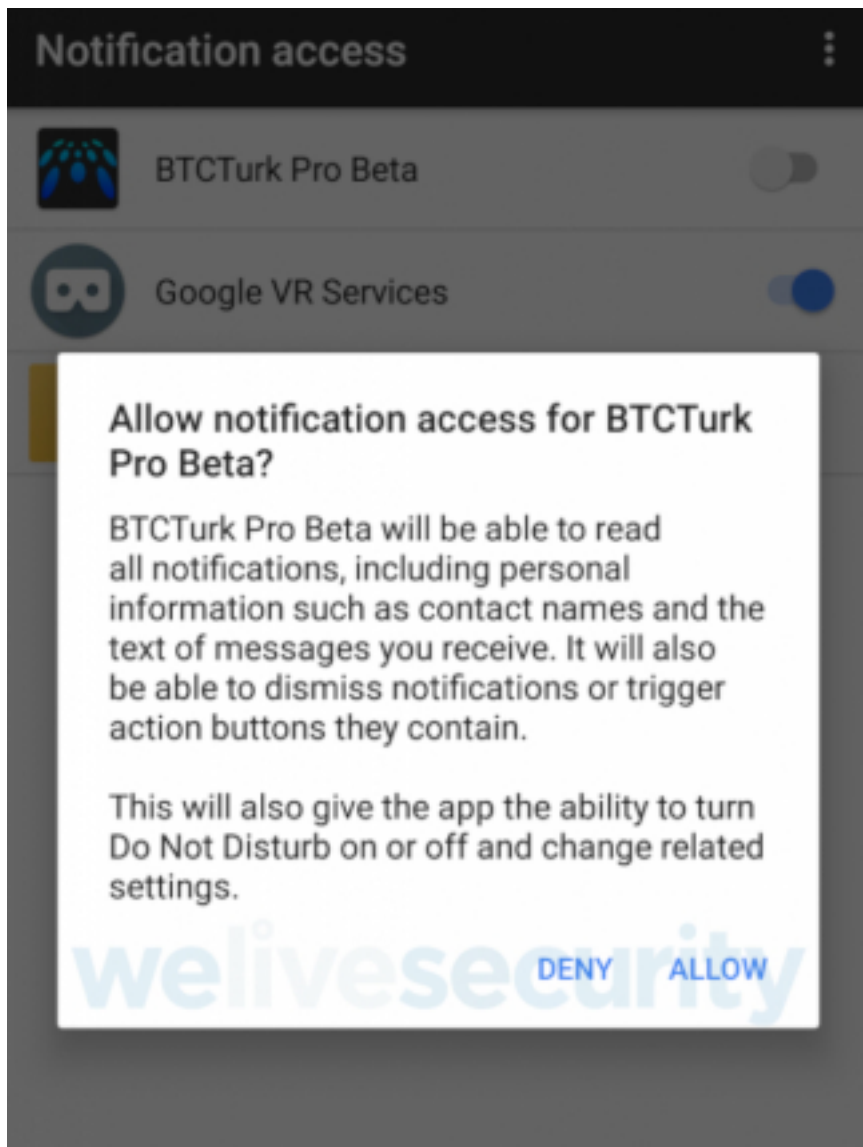 Notification access
BTCTurk Pro Beta
Google VR Services
Allow notification access for BTCTurk
Pro Beta?
BTCTurk Pro Beta will be able to read
all notifications, including personal
information such as contact names and the
text of messages you receive. It will also
be able to dismiss notifications or trigger
action buttons they contain.
This will also give the app the ability to turn
Do Not Disturb on or off and change related
settings.
welivesecurity
DENY ALLOW